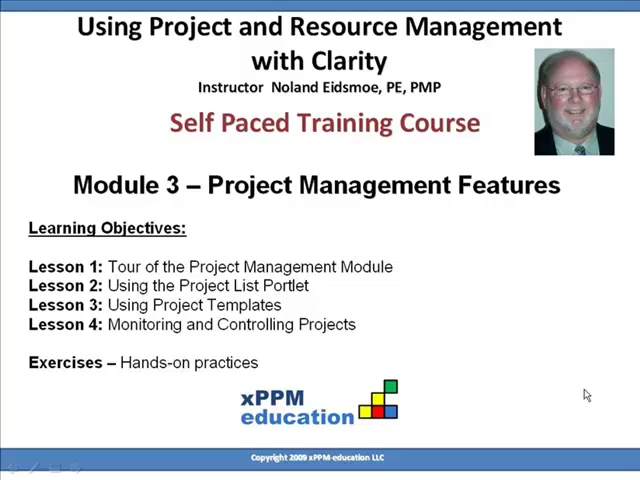 Using Project and Resource Management
with Clarity
Instructor Noland Eidsmoe, PE, PMP
Self Paced Training Course
Module 3 – Project Management Features
Learning Objectives:
Lesson 1: Tour of the Project Management Module
Lesson 2: Using the Project List Portlet
Lesson 3: Using Project Templates
Lesson 4: Monitoring and Controlling Projects
Exercises – Hands-on practices
xPPM
education
Copyright 2009 xPPM-education LLC